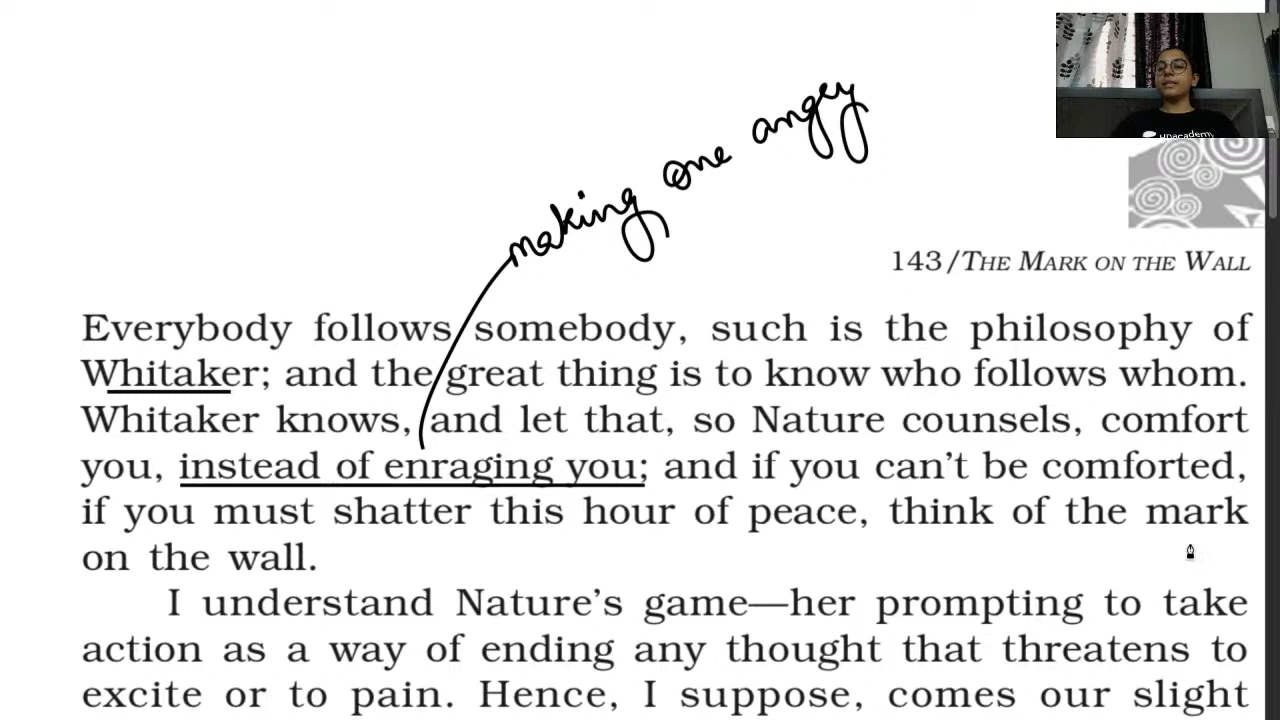 unacademy
making one angry
143/THE MARK ON THE WALL
Everybody follows somebody, such is the philosophy of
Whitaker; and the great thing is to know who follows whom.
Whitaker knows, and let that, so Nature counsels, comfort
you, instead of enraging you; and if you can't be comforted,
if you must shatter this hour of peace, think of the mark
on the wall.
I understand Nature's game—her prompting to take
action as a way of ending any thought that threatens to
excite or to pain. Hence, I suppose, comes our slight